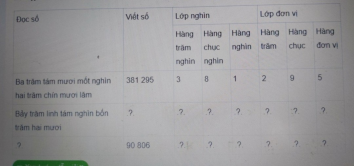 Đọc số Viết số Lớp nghìn Lớp đơn vị
Hàng trăm nghìn Hàng chục nghìn Hàng nghìn Hàng trăm Hàng chục Hàng đơn vị
Ba trăm tám mươi mốt nghìn 381 295 3 8 1 2 9 5
hai trăm chín mươi lăm
Bảy trăm linh tám nghìn bốn ? ? ? ? ? ? ?
trăm hai mươi
? 90 806 ? ? ? ? ? ?